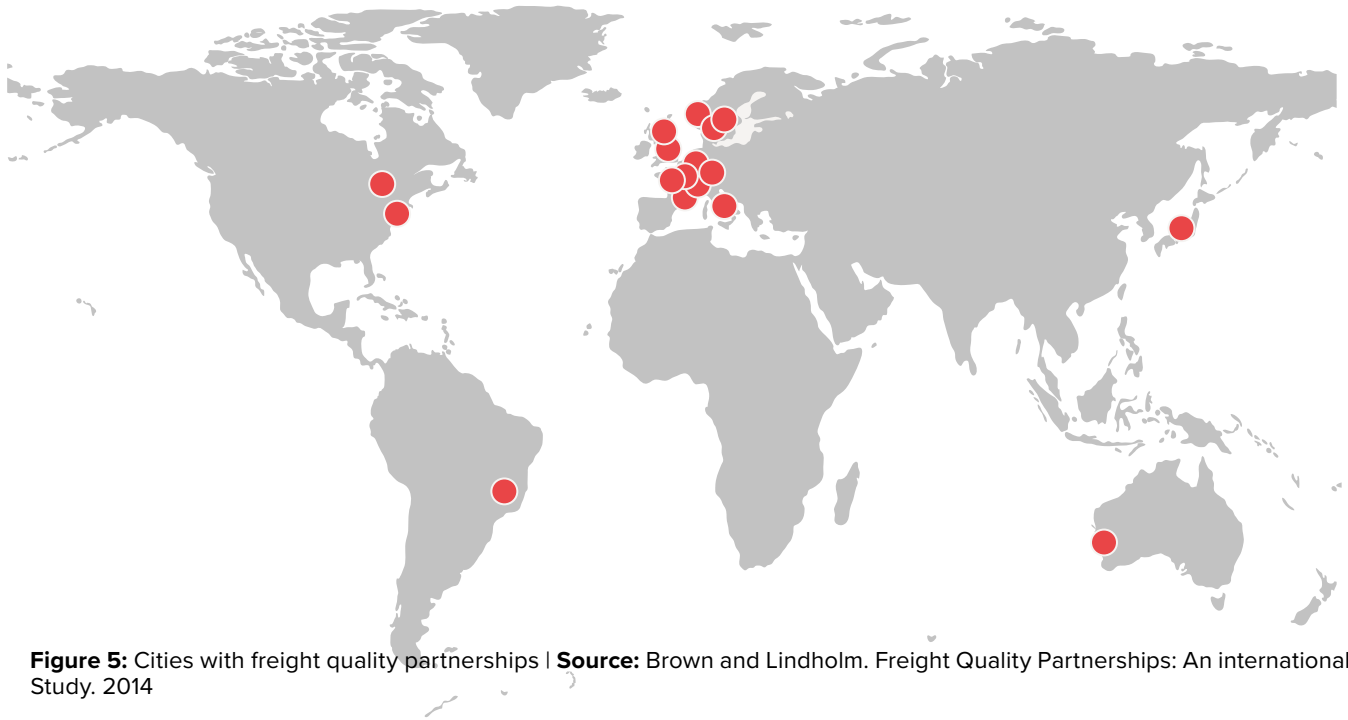 Figure 5: Cities with freight quality partnerships | Source: Brown and Lindholm. Freight Quality Partnerships: An international
Study. 2014